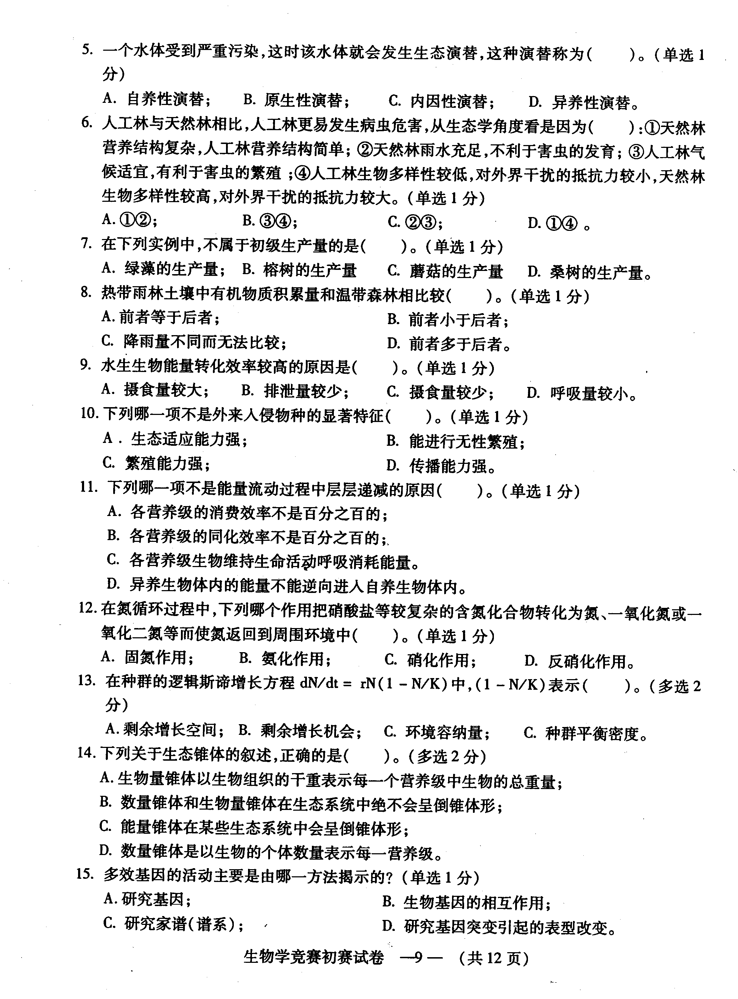 5. 一个水体受到严重污染,这时该水体就会发生生态演替,这种演替称为(　　)。(单选 1
分)
A. 自养性演替;　B. 原生性演替;　C. 内因性演替;　D. 异养性演替。
6. 人工林与天然林相比,人工林更易发生病虫危害,从生态学角度看是因为(　　):①天然林
营养结构复杂,人工林营养结构简单; ②天然林雨水充足,不利于害虫的发育; ③人工林气
候适宜,有利于害虫的繁殖 ;④人工林生物多样性较低,对外界干扰的抵抗力较小,天然林
生物多样性较高,对外界干扰的抵抗力较大。(单选 1 分)
A. ①②;　B. ③④;　C. ②③;　D. ①④ 。
7. 在下列实例中,不属于初级生产量的是(　　)。(单选 1 分)
A. 绿藻的生产量;　B. 榕树的生产量　C. 蘑菇的生产量　D. 桑树的生产量。
8. 热带雨林土壤中有机物质积累量和温带森林相比较(　　)。(单选 1 分)
A. 前者等于后者;　B. 前者小于后者;
C. 降雨量不同而无法比较;　D. 前者多于后者。
9. 水生生物能量转化效率较高的原因是(　　)。(单选 1 分)
A. 摄食量较大;　B. 排泄量较少;　C. 摄食量较少;　D. 呼吸量较小。
10. 下列哪一项不是外来入侵物种的显著特征(　　)。(单选 1 分)
A . 生态适应能力强;　B. 能进行无性繁殖;
C. 繁殖能力强;　D. 传播能力强。
11. 下列哪一项不是能量流动过程中层层递减的原因(　　)。(单选 1 分)
A. 各营养级的消费效率不是百分之百的;
B. 各营养级的同化效率不是百分之百的;
C. 各营养级生物维持生命活动呼吸消耗能量。
D. 异养生物体内的能量不能逆向进入自养生物体内。
12. 在氮循环过程中,下列哪个作用把硝酸盐等较复杂的含氮化合物转化为氮、一氧化氮或一
氧化二氮等而使氮返回到周围环境中(　　)。(单选 1 分)
A. 固氮作用;　B. 氨化作用;　C. 硝化作用;　D. 反硝化作用。
13. 在种群的逻辑斯谛增长方程 dN/dt = rN(1 - N/K)中,(1 - N/K)表示(　　)。(多选 2
分)
A. 剩余增长空间;　B. 剩余增长机会;　C. 环境容纳量;　C. 种群平衡密度。
14. 下列关于生态锥体的叙述,正确的是(　　)。(多选 2 分)
A. 生物量锥体以生物组织的干重表示每一个营养级中生物的总重量;
B. 数量锥体和生物量锥体在生态系统中绝不会呈倒锥体形;
C. 能量锥体在某些生态系统中会呈倒锥体形;
D. 数量锥体是以生物的个体数量表示每一营养级。
15. 多效基因的活动主要是由哪一方法揭示的? (单选 1 分)
A. 研究基因;　B. 生物基因的相互作用;
C. 研究家谱(谱系);　D. 研究基因突变引起的表型改变。
生物学竞赛初赛试卷　—9 —　(共 12 页)